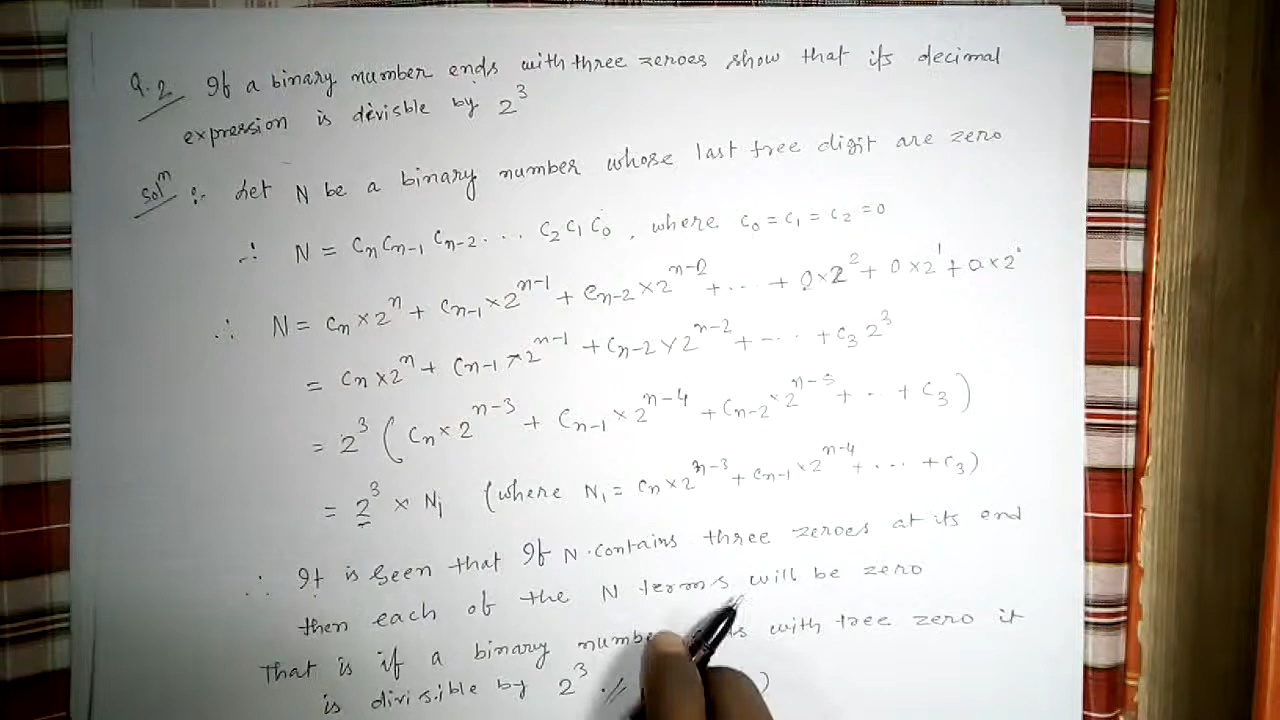 Q.2 If a binary number ends with three zeroes show that its decimal
expression is divisble by 2³
Solⁿ :- Let N be a binary number whose last tree digit are zero
∴ N = CₙCₙ₋₁Cₙ₋₂... C₂C₁C₀, where C₀ = C₁ = C₂ = 0
∴ N = Cₙ×2ⁿ + Cₙ₋₁×2ⁿ⁻¹ + Cₙ₋₂×2ⁿ⁻² + ... + 0×2² + 0×2¹ + 0×2°
= Cₙ×2ⁿ + Cₙ₋₁×2ⁿ⁻¹ + Cₙ₋₂×2ⁿ⁻² + ... + C₃2³
= 2³(Cₙ×2ⁿ⁻³ + Cₙ₋₁×2ⁿ⁻⁴ + Cₙ₋₂×2ⁿ⁻⁵ + .. + C₃)
= 2³ × N₁ (where N₁ = Cₙ×2ⁿ⁻³ + Cₙ₋₁×2ⁿ⁻⁴ + ... + C₃)
∴ It is seen that If N contains three zeroes at its end
then each of the N terms will be zero
That is if a binary with tree zero it
is divisible by 2³ .// )